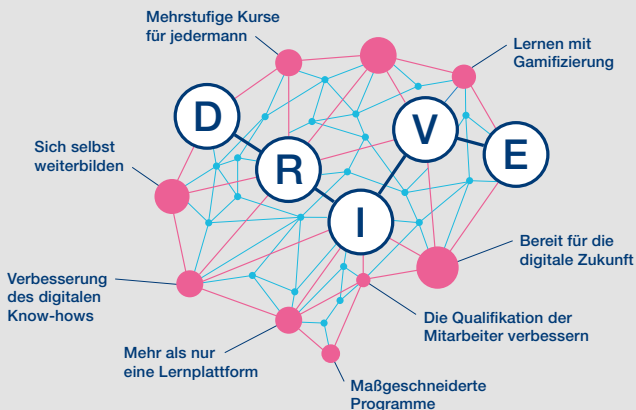 Mehrstufige Kurse
für jedermann
Lernen mit
Gamifizierung
D
R
I
V
E
Sich selbst
weiterbilden
Bereit für die
digitale Zukunft
Verbesserung
des digitalen
Know-hows
Die Qualifikation der
Mitarbeiter verbessern
Mehr als nur
eine Lernplattform
Maßgeschneiderte
Programme